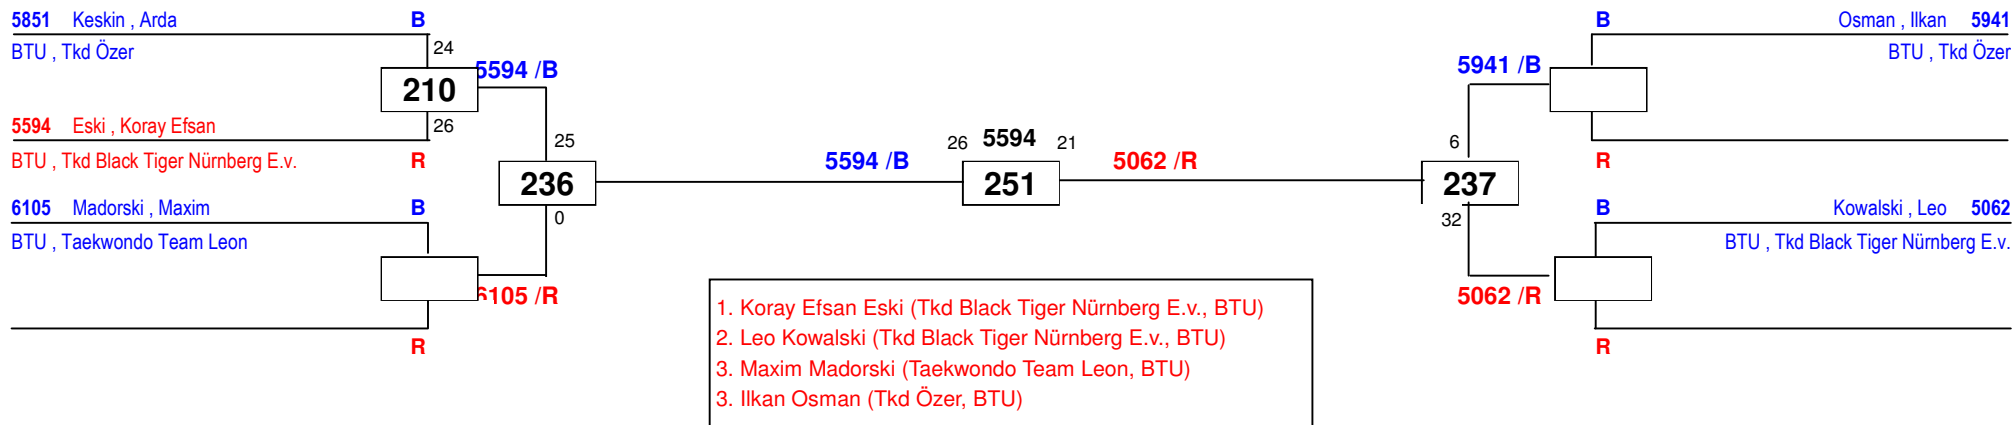 5851 Keskin , Arda B
BTU , Tkd Özer
24
210
5594 /B
5594 Eski , Koray Efsan
26
BTU , Tkd Black Tiger Nürnberg E.v. R
25
236
0
6105 Madorski , Maxim B
BTU , Taekwondo Team Leon
6105 /R
R
5594 /B
26 5594 21
251
5062 /R
B Osman , Ilkan 5941
BTU , Tkd Özer
5941 /B
R
6
237
32
B Kowalski , Leo 5062
BTU , Tkd Black Tiger Nürnberg E.v.
5062 /R
R
1. Koray Efsan Eski (Tkd Black Tiger Nürnberg E.v., BTU)
2. Leo Kowalski (Tkd Black Tiger Nürnberg E.v., BTU)
3. Maxim Madorski (Taekwondo Team Leon, BTU)
3. Ilkan Osman (Tkd Özer, BTU)